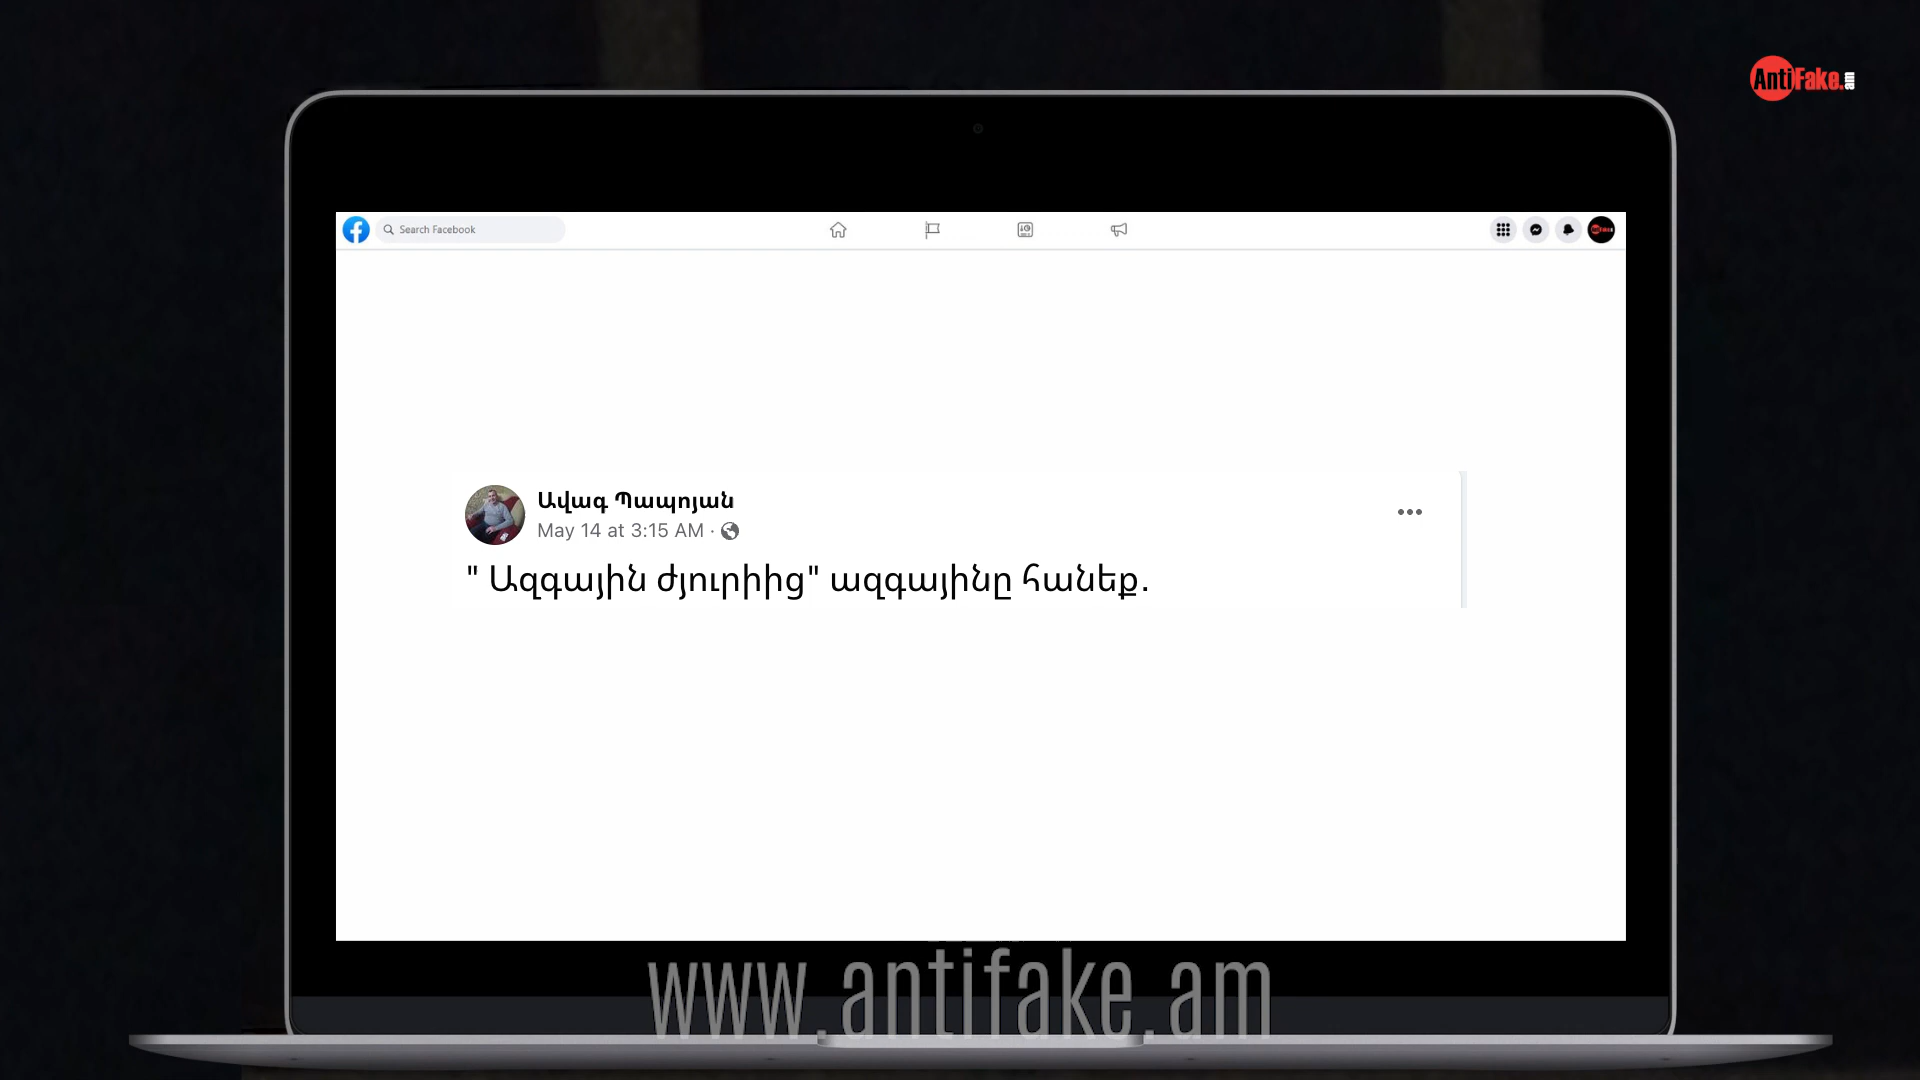 AntiFake.am
Search Facebook
Ավագ Պապոյան
May 14 at 3:15 AM ·
" Ազգային ժյուրիից" ազգայինը հանեք.
www.antifake.am